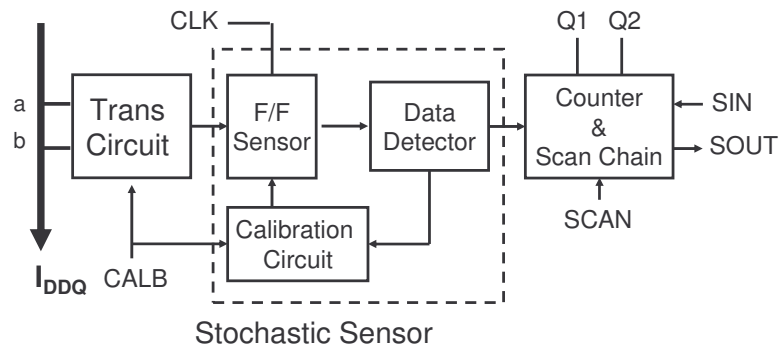 CLK
Q1
Q2
a
b
Trans
Circuit
F/F
Sensor
Data
Detector
Counter
&
Scan Chain
SIN
SOUT
SCAN
Calibration
Circuit
CALB
IDDQ
Stochastic Sensor